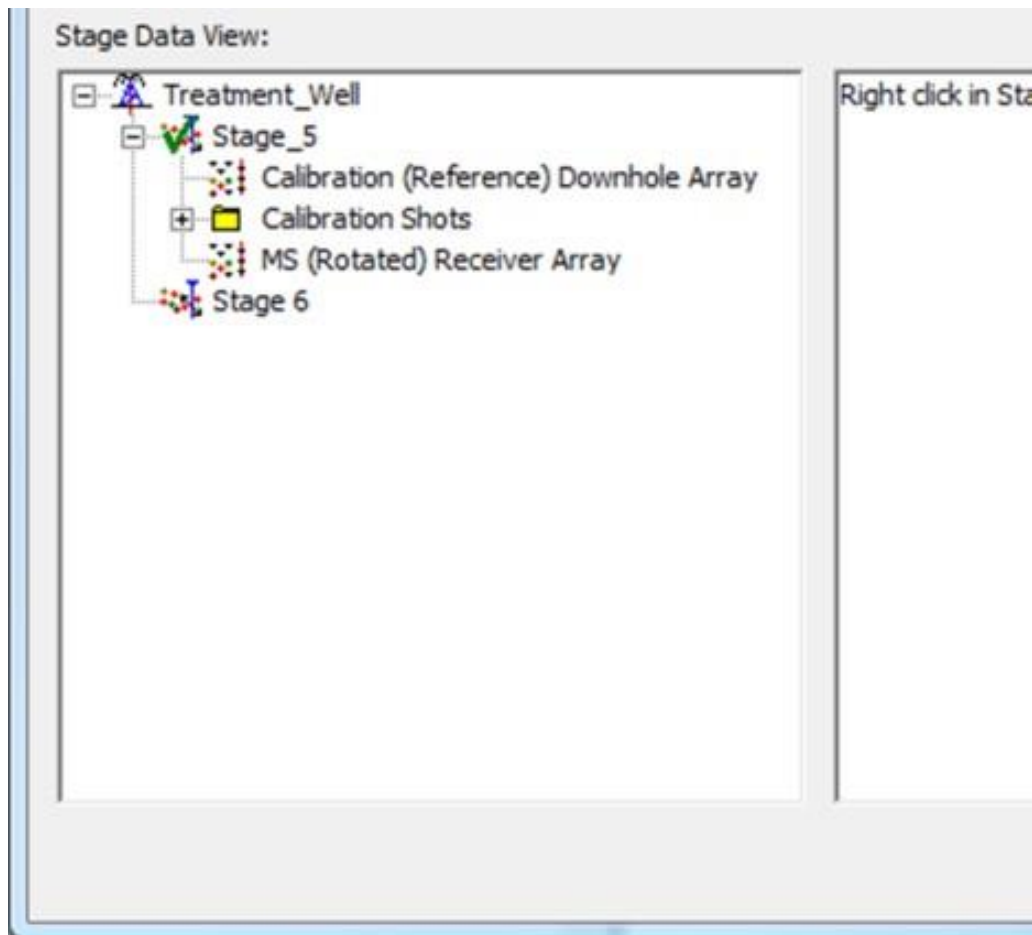 Stage Data View:
Treatment_Well
Right click in Sta
Stage_5
Calibration (Reference) Downhole Array
Calibration Shots
MS (Rotated) Receiver Array
Stage 6